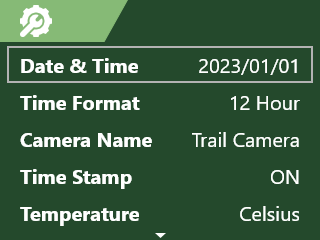 Date & Time 2023/01/01
Time Format 12 Hour
Camera Name Trail Camera
Time Stamp ON
Temperature Celsius